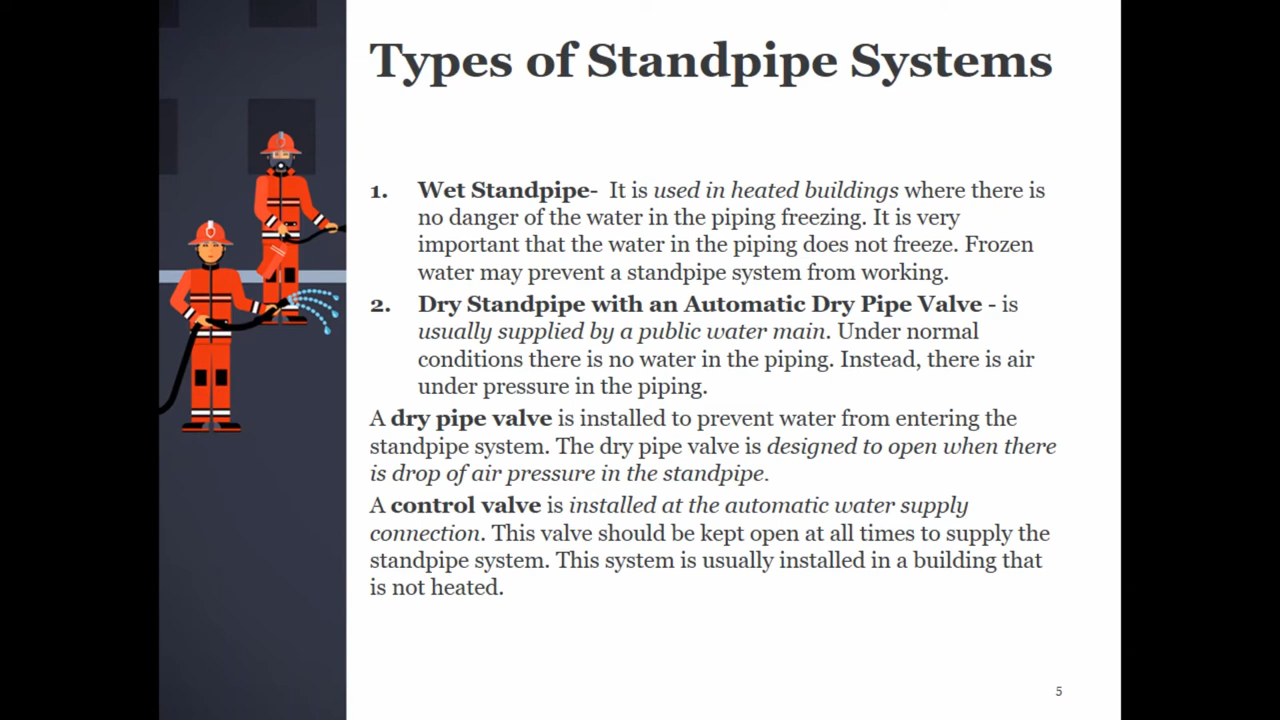 Types of Standpipe Systems
1. Wet Standpipe- It is used in heated buildings where there is
no danger of the water in the piping freezing. It is very
important that the water in the piping does not freeze. Frozen
water may prevent a standpipe system from working.
2. Dry Standpipe with an Automatic Dry Pipe Valve - is
usually supplied by a public water main. Under normal
conditions there is no water in the piping. Instead, there is air
under pressure in the piping.
A dry pipe valve is installed to prevent water from entering the
standpipe system. The dry pipe valve is designed to open when there
is drop of air pressure in the standpipe.
A control valve is installed at the automatic water supply
connection. This valve should be kept open at all times to supply the
standpipe system. This system is usually installed in a building that
is not heated.
5